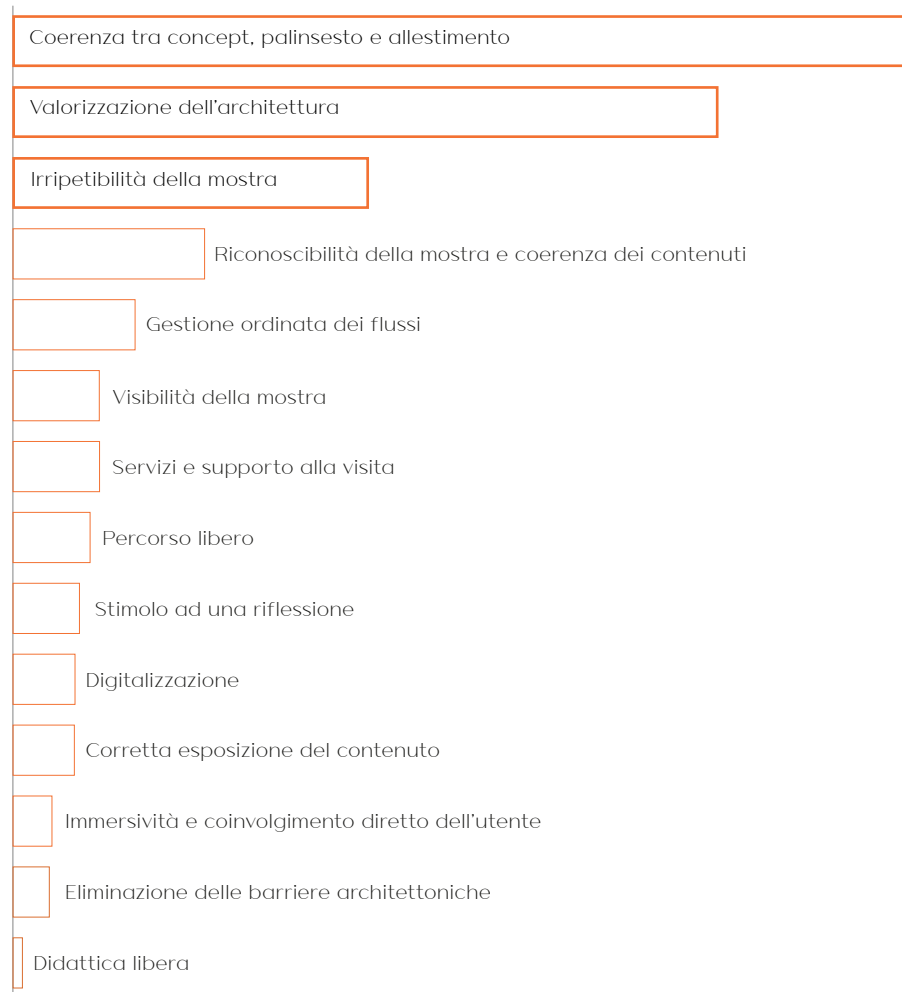 Coerenza tra concept, palinsesto e allestimento
Valorizzazione dell'architettura
Irripetibilità della mostra
Riconoscibilità della mostra e coerenza dei contenuti
Gestione ordinata dei flussi
Visibilità della mostra
Servizi e supporto alla visita
Percorso libero
Stimolo ad una riflessione
Digitalizzazione
Corretta esposizione del contenuto
Immersività e coinvolgimento diretto dell'utente
Eliminazione delle barriere architettoniche
Didattica libera